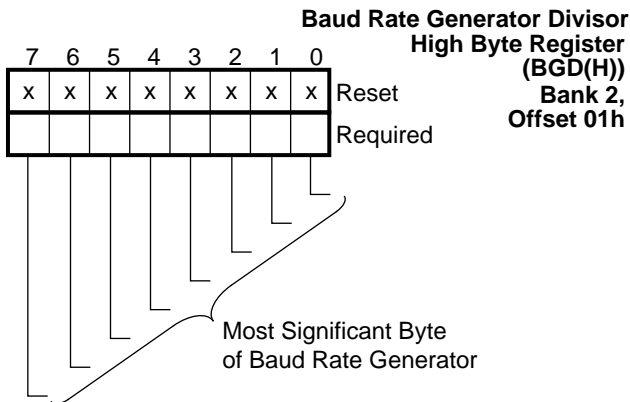 Baud Rate Generator Divisor
High Byte Register
(BGD(H))
Bank 2,
Offset 01h
7 6 5 4 3 2 1 0
x x x x x x x x Reset
Required
Most Significant Byte
of Baud Rate Generator